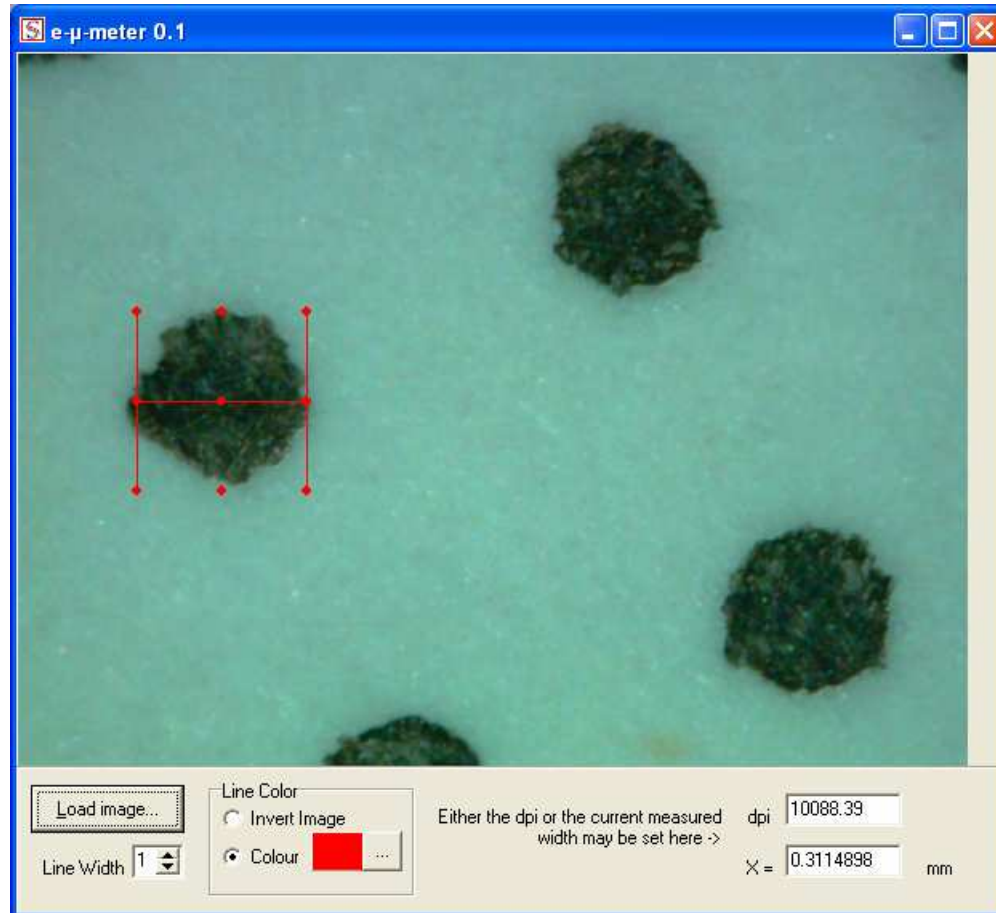 e-µ-meter 0.1
Load image...
Line Width 1
Line Color
Invert Image
Colour ...
Either the dpi or the current measured
width may be set here ->
dpi 10088.39
X = 0.3114898 mm